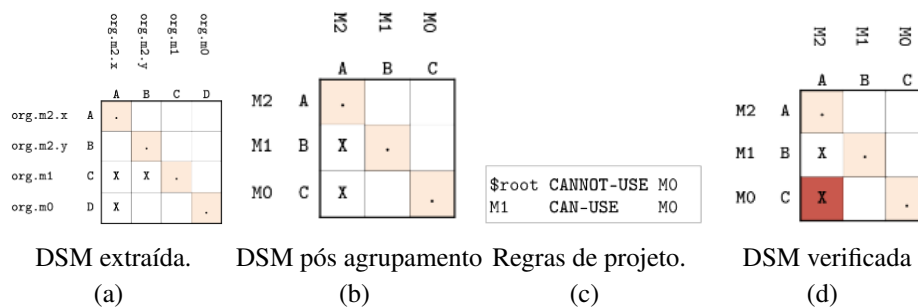 org.m2.x
org.m2.y
org.m1
org.m0
A B C D
org.m2.x A .
org.m2.y B .
org.m1 C X X .
org.m0 D X .
M2 M1 M0
A B C
M2 A .
M1 B X .
M0 C X .
$root CANNOT-USE M0
M1 CAN-USE M0
M2 M1 M0
A B C
M2 A .
M1 B X .
M0 C X .
DSM extraída. DSM pós agrupamento Regras de projeto. DSM verificada
(a) (b) (c) (d)